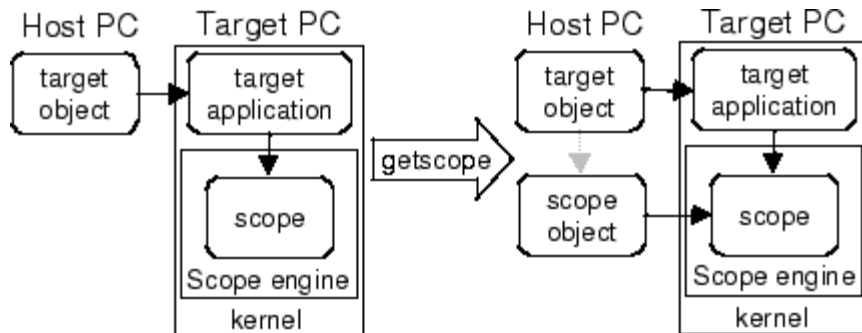 Host PC
Target PC
target
object
target
application
scope
Scope engine
kernel
getscope
Host PC
Target PC
target
object
target
application
scope
object
scope
Scope engine
kernel